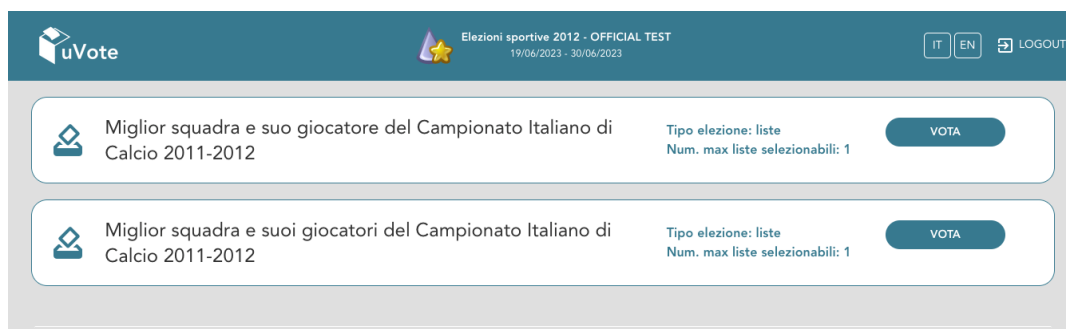 uVote
Elezioni sportive 2012 - OFFICIAL TEST
19/06/2023 - 30/06/2023
IT EN LOGOUT
Miglior squadra e suo giocatore del Campionato Italiano di
Calcio 2011-2012
Tipo elezione: liste
Num. max liste selezionabili: 1
VOTA
Miglior squadra e suoi giocatori del Campionato Italiano di
Calcio 2011-2012
Tipo elezione: liste
Num. max liste selezionabili: 1
VOTA